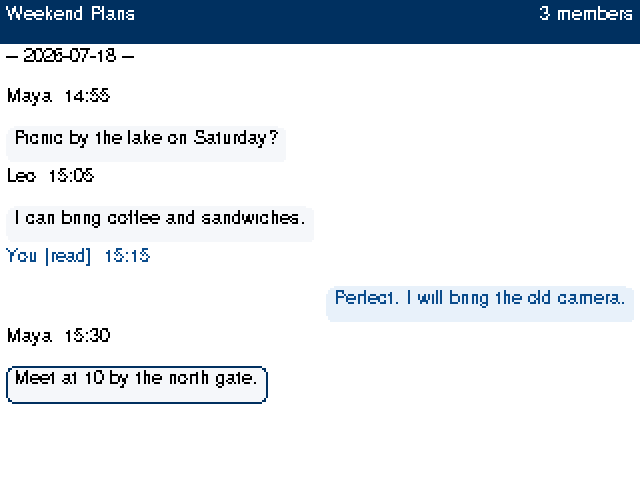 Weekend Plans 3 members
— 2026-07-18 —
Maya 14:55
Picnic by the lake on Saturday?
Leo 15:05
I can bring coffee and sandwiches.
You [read] 15:15
Perfect. I will bring the old camera.
Maya 15:30
Meet at 10 by the north gate.